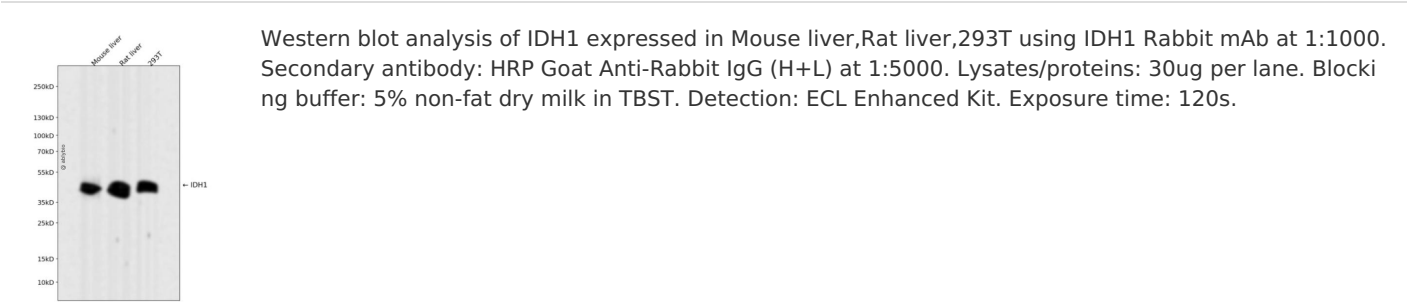 Mouse liver
Rat liver
293T
250kD
130kD
100kD
70kD
55kD
35kD
25kD
15kD
10kD
← IDH1
Western blot analysis of IDH1 expressed in Mouse liver,Rat liver,293T using IDH1 Rabbit mAb at 1:1000.
Secondary antibody: HRP Goat Anti-Rabbit IgG (H+L) at 1:5000. Lysates/proteins: 30ug per lane. Blocki
ng buffer: 5% non-fat dry milk in TBST. Detection: ECL Enhanced Kit. Exposure time: 120s.